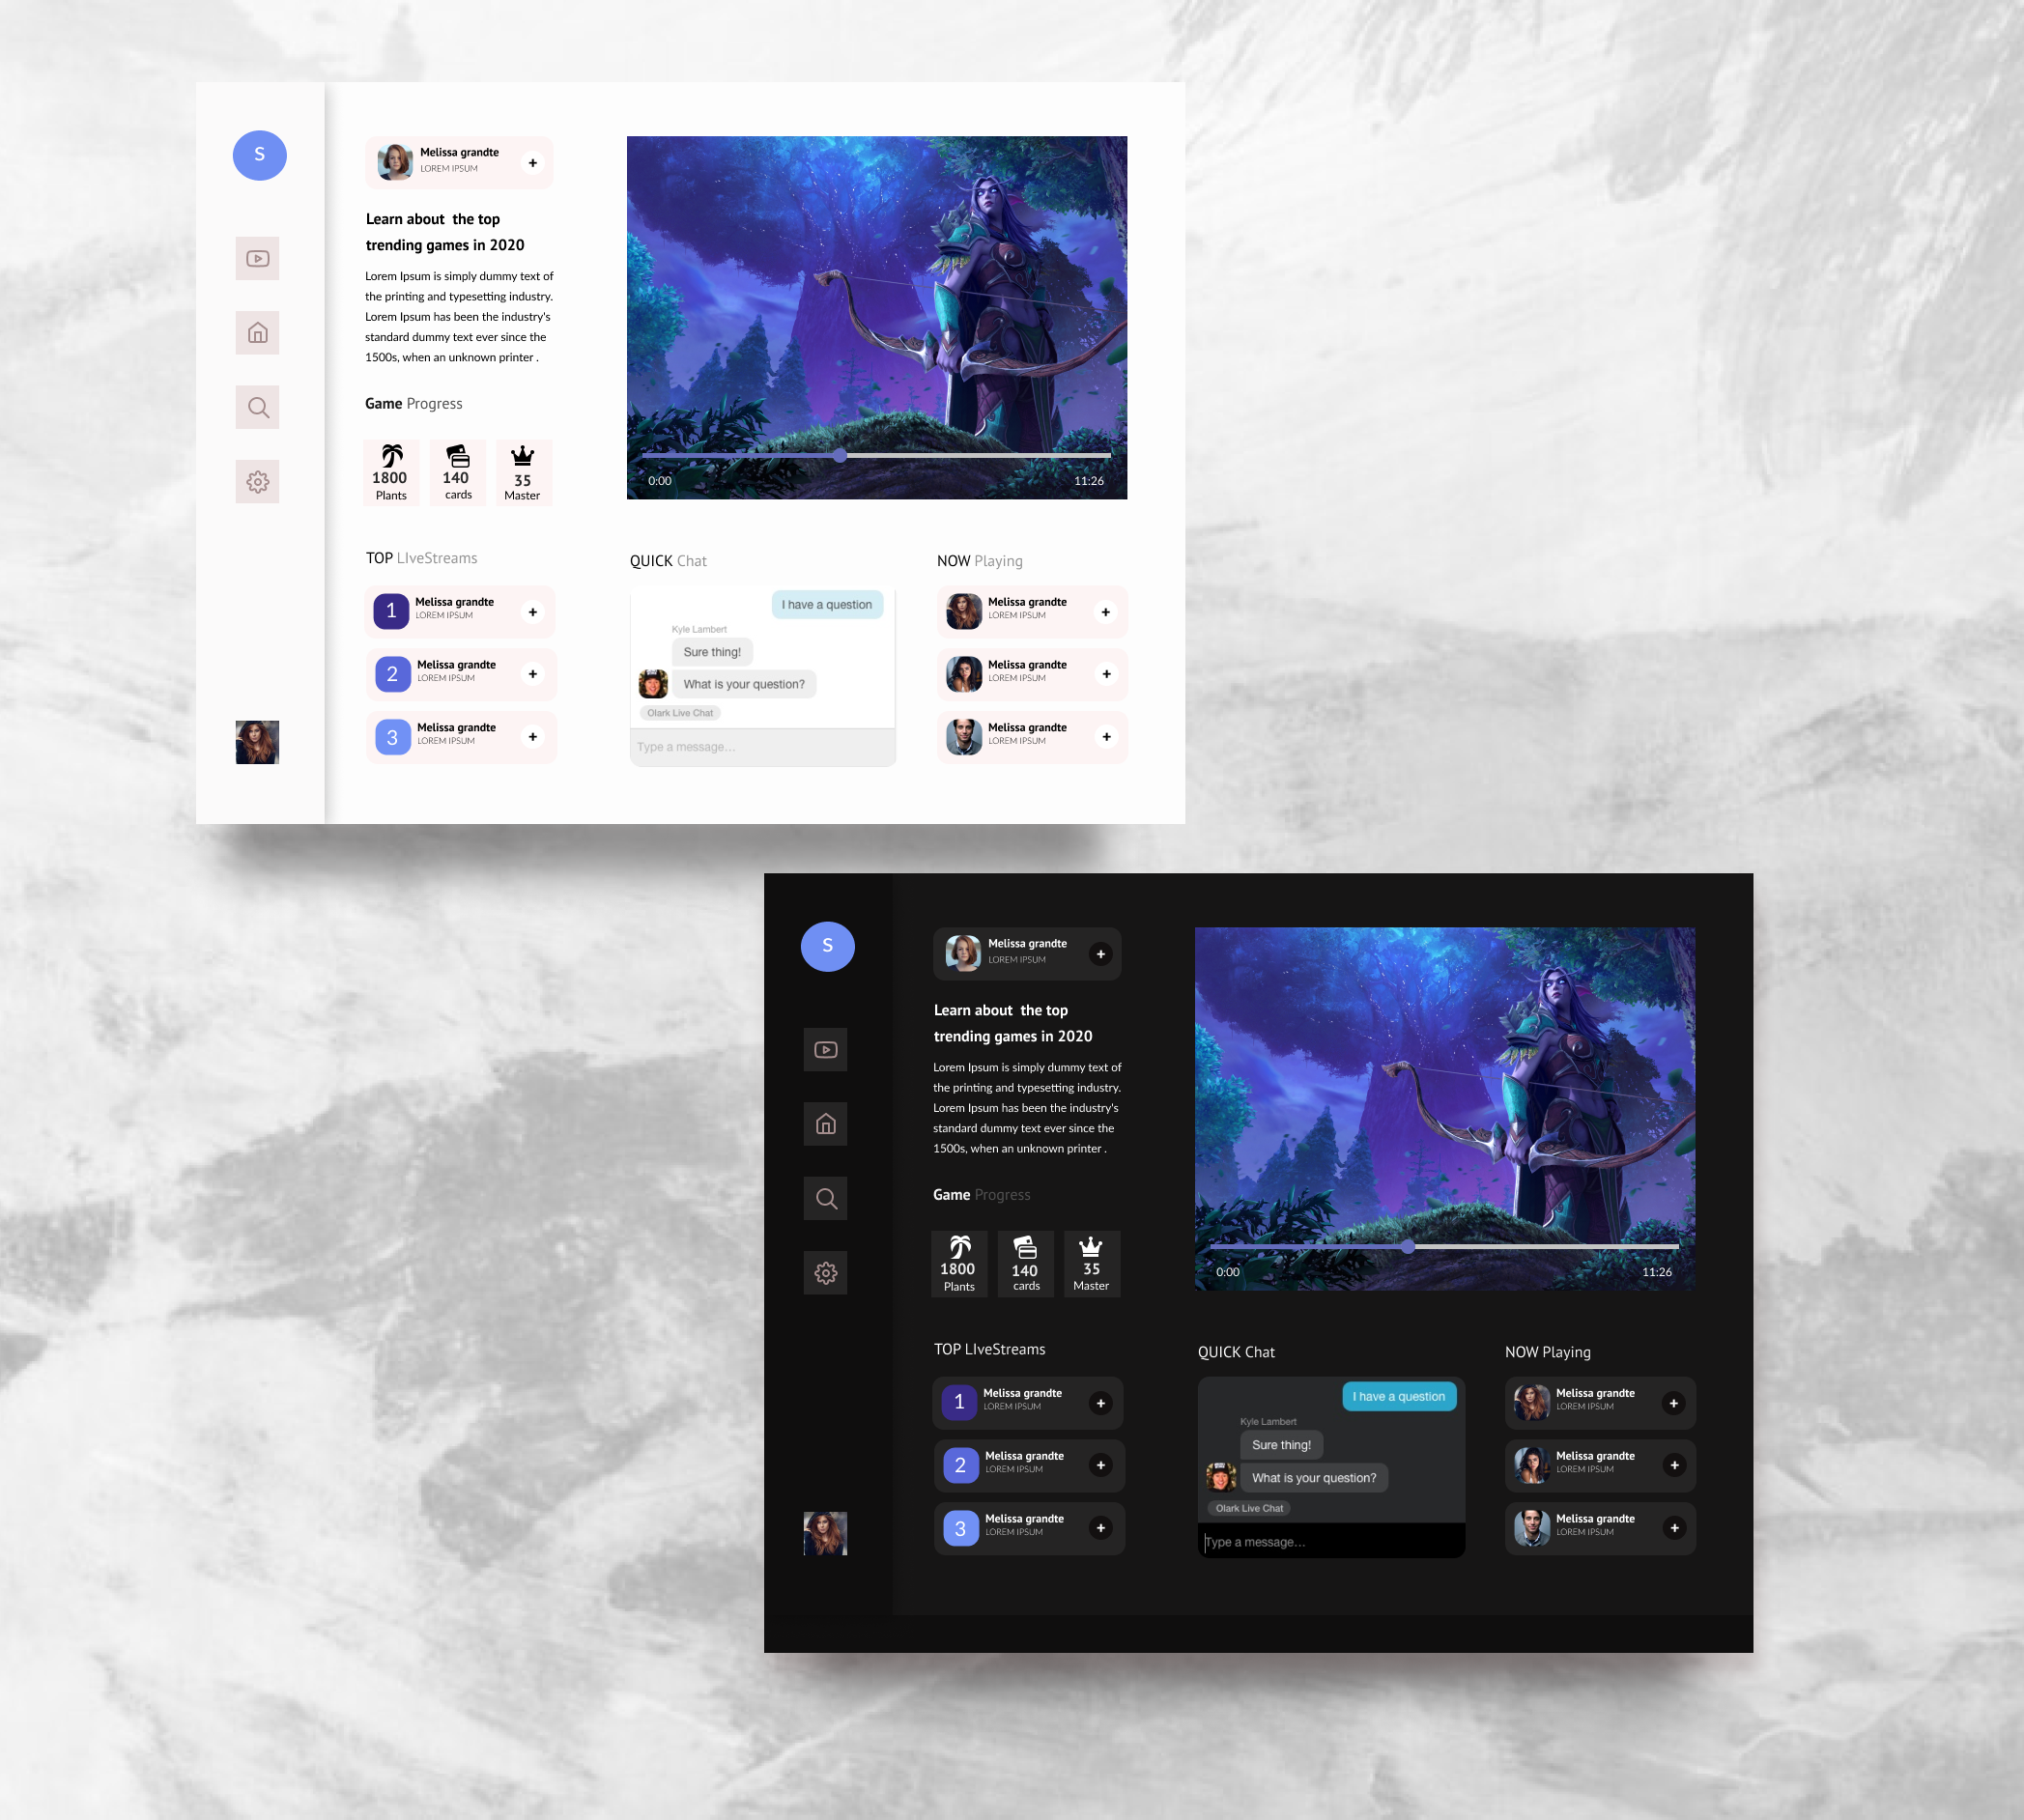 S
Melissa grandte
LOREM IPSUM
+
Learn about  the top
trending games in 2020
Lorem Ipsum is simply dummy text of
the printing and typesetting industry.
Lorem Ipsum has been the industry's
standard dummy text ever since the
1500s, when an unknown printer .
Game Progress
1800
Plants
140
cards
35
Master
0:00
11:26
TOP LIveStreams
1
Melissa grandte
LOREM IPSUM
+
2
Melissa grandte
LOREM IPSUM
+
3
Melissa grandte
LOREM IPSUM
+
QUICK Chat
I have a question
Kyle Lambert
Sure thing!
What is your question?
Olark Live Chat
Type a message...
NOW Playing
Melissa grandte
LOREM IPSUM
+
Melissa grandte
LOREM IPSUM
+
Melissa grandte
LOREM IPSUM
+
S
Melissa grandte
LOREM IPSUM
+
Learn about  the top
trending games in 2020
Lorem Ipsum is simply dummy text of
the printing and typesetting industry.
Lorem Ipsum has been the industry's
standard dummy text ever since the
1500s, when an unknown printer .
Game Progress
1800
Plants
140
cards
35
Master
0:00
11:26
TOP LIveStreams
1
Melissa grandte
LOREM IPSUM
+
2
Melissa grandte
LOREM IPSUM
+
3
Melissa grandte
LOREM IPSUM
+
QUICK Chat
I have a question
Kyle Lambert
Sure thing!
What is your question?
Olark Live Chat
Type a message...
NOW Playing
Melissa grandte
LOREM IPSUM
+
Melissa grandte
LOREM IPSUM
+
Melissa grandte
LOREM IPSUM
+